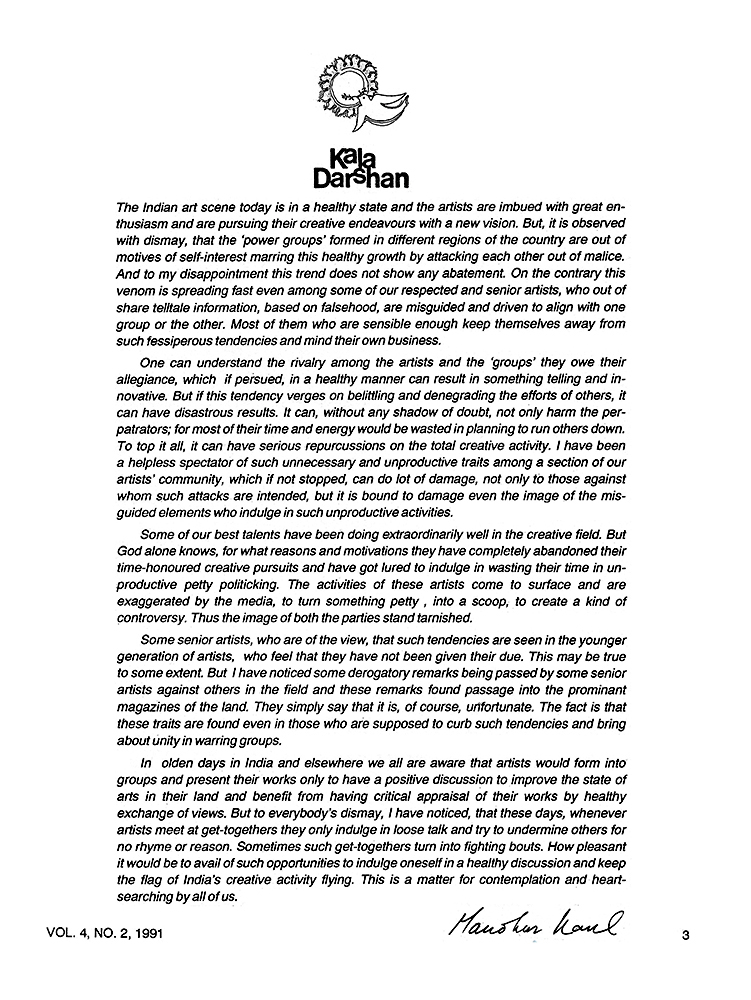 Kala
Darshan
The Indian art scene today is in a healthy state and the artists are imbued with great en-
thusiasm and are pursuing their creative endeavours with a new vision. But, it is observed
with dismay, that the 'power groups' formed in different regions of the country are out of
motives of self-interest marring this healthy growth by attacking each other out of malice.
And to my disappointment this trend does not show any abatement. On the contrary this
venom is spreading fast even among some of our respected and senior artists, who out of
share telltale information, based on falsehood, are misguided and driven to align with one
group or the other. Most of them who are sensible enough keep themselves away from
such fessiperous tendencies and mind their own business.
One can understand the rivalry among the artists and the 'groups' they owe their
allegiance, which if persued, in a healthy manner can result in something telling and in-
novative. But if this tendency verges on belittling and denegrading the efforts of others, it
can have disastrous results. It can, without any shadow of doubt, not only harm the per-
patrators; for most of their time and energy would be wasted in planning to run others down.
To top it all, it can have serious repurcussions on the total creative activity. I have been
a helpless spectator of such unnecessary and unproductive traits among a section of our
artists' community, which if not stopped, can do lot of damage, not only to those against
whom such attacks are intended, but it is bound to damage even the image of the mis-
guided elements who indulge in such unproductive activities.
Some of our best talents have been doing extraordinarily well in the creative field. But
God alone knows, for what reasons and motivations they have completely abandoned their
time-honoured creative pursuits and have got lured to indulge in wasting their time in un-
productive petty politicking. The activities of these artists come to surface and are
exaggerated by the media, to turn something petty , into a scoop, to create a kind of
controversy. Thus the image of both the parties stand tarnished.
Some senior artists, who are of the view, that such tendencies are seen in the younger
generation of artists, who feel that they have not been given their due. This may be true
to some extent. But I have noticed some derogatory remarks being passed by some senior
artists against others in the field and these remarks found passage into the prominant
magazines of the land. They simply say that it is, of course, unfortunate. The fact is that
these traits are found even in those who are supposed to curb such tendencies and bring
about unity in warring groups.
In olden days in India and elsewhere we all are aware that artists would form into
groups and present their works only to have a positive discussion to improve the state of
arts in their land and benefit from having critical appraisal of their works by healthy
exchange of views. But to everybody's dismay, I have noticed, that these days, whenever
artists meet at get-togethers they only indulge in loose talk and try to undermine others for
no rhyme or reason. Sometimes such get-togethers turn into fighting bouts. How pleasant
it would be to avail of such opportunities to indulge oneself in a healthy discussion and keep
the flag of India's creative activity flying. This is a matter for contemplation and heart-
searching by all of us.
Manohar Kaul
VOL. 4, NO. 2, 1991
3